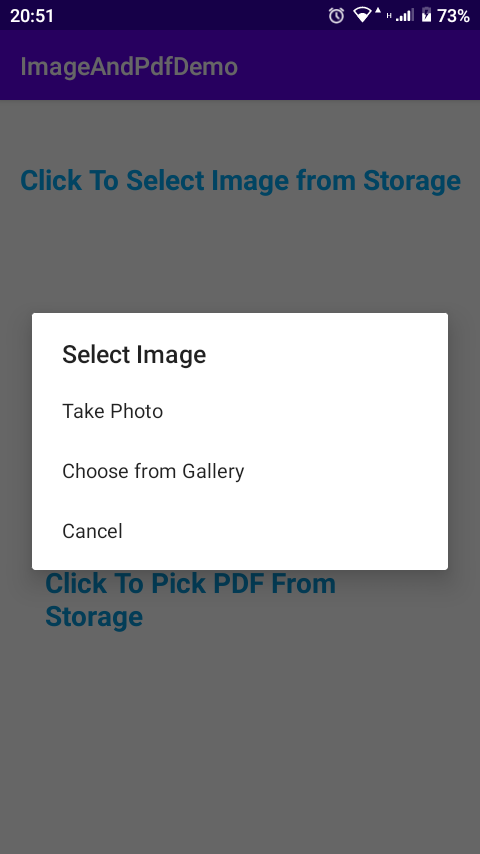 20:51
H
73%
ImageAndPdfDemo
Click To Select Image from Storage
Select Image
Take Photo
Choose from Gallery
Cancel
Click To Pick PDF From
Storage